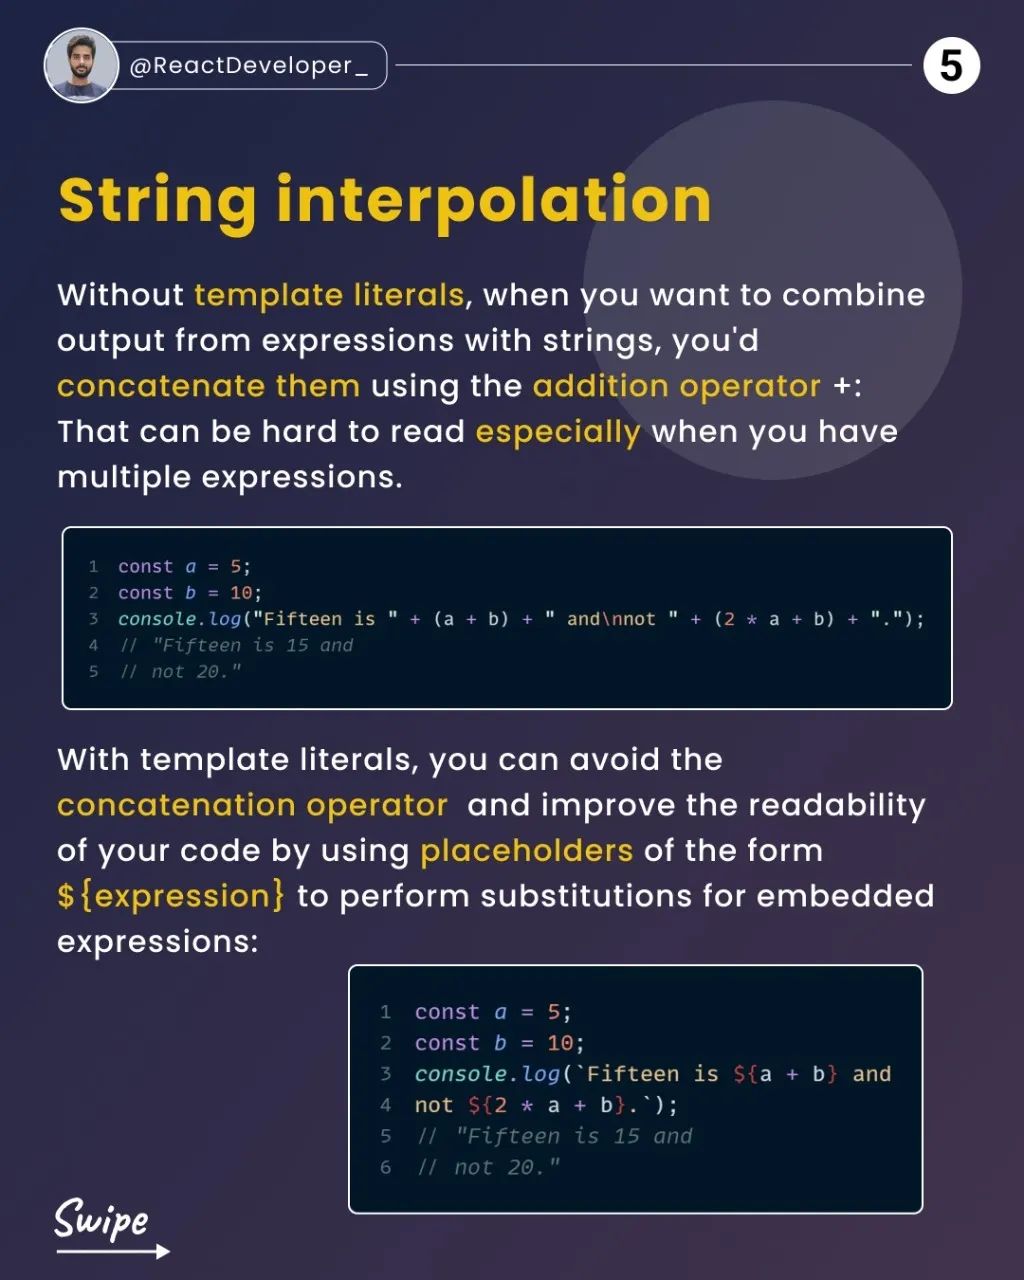 @ReactDeveloper_
5
String interpolation
Without template literals, when you want to combine
output from expressions with strings, you'd
concatenate them using the addition operator +:
That can be hard to read especially when you have
multiple expressions.
1 const a = 5;
2 const b = 10;
3 console.log("Fifteen is " + (a + b) + " and\nnot " + (2 * a + b) + ".");
4 // "Fifteen is 15 and
5 // not 20."
With template literals, you can avoid the
concatenation operator  and improve the readability
of your code by using placeholders of the form
${expression} to perform substitutions for embedded
expressions:
1 const a = 5;
2 const b = 10;
3 console.log(`Fifteen is ${a + b} and
4 not ${2 * a + b}.`);
5 // "Fifteen is 15 and
6 // not 20."
Swipe